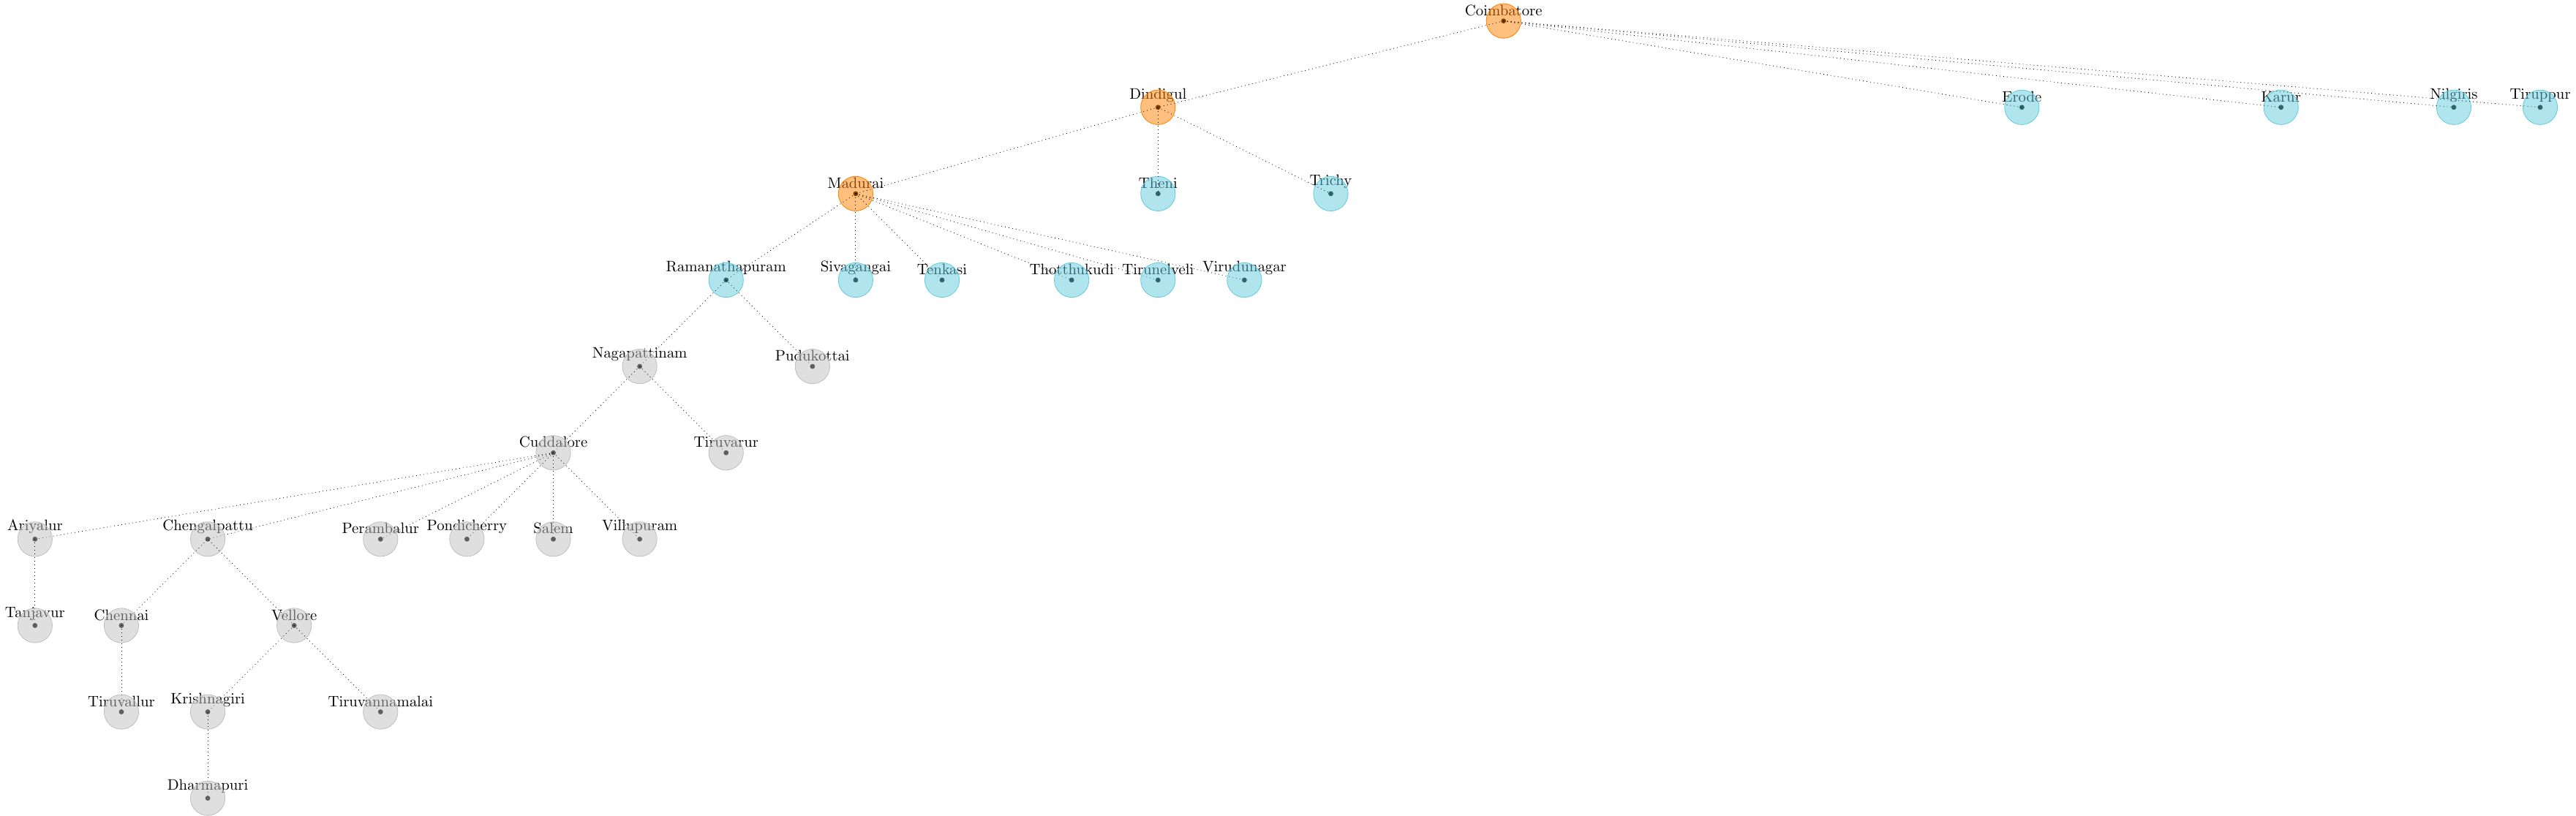 Coimbatore
Dindigul
Erode
Karur
Nilgiris
Tiruppur
Madurai
Theni
Trichy
Ramanathapuram
Sivagangai
Tenkasi
Thotthukudi
Tirunelveli
Virudunagar
Nagapattinam
Pudukottai
Cuddalore
Tiruvarur
Ariyalur
Chengalpattu
Perambalur
Pondicherry
Salem
Villupuram
Tanjavur
Chennai
Vellore
Tiruvallur
Krishnagiri
Tiruvannamalai
Dharmapuri